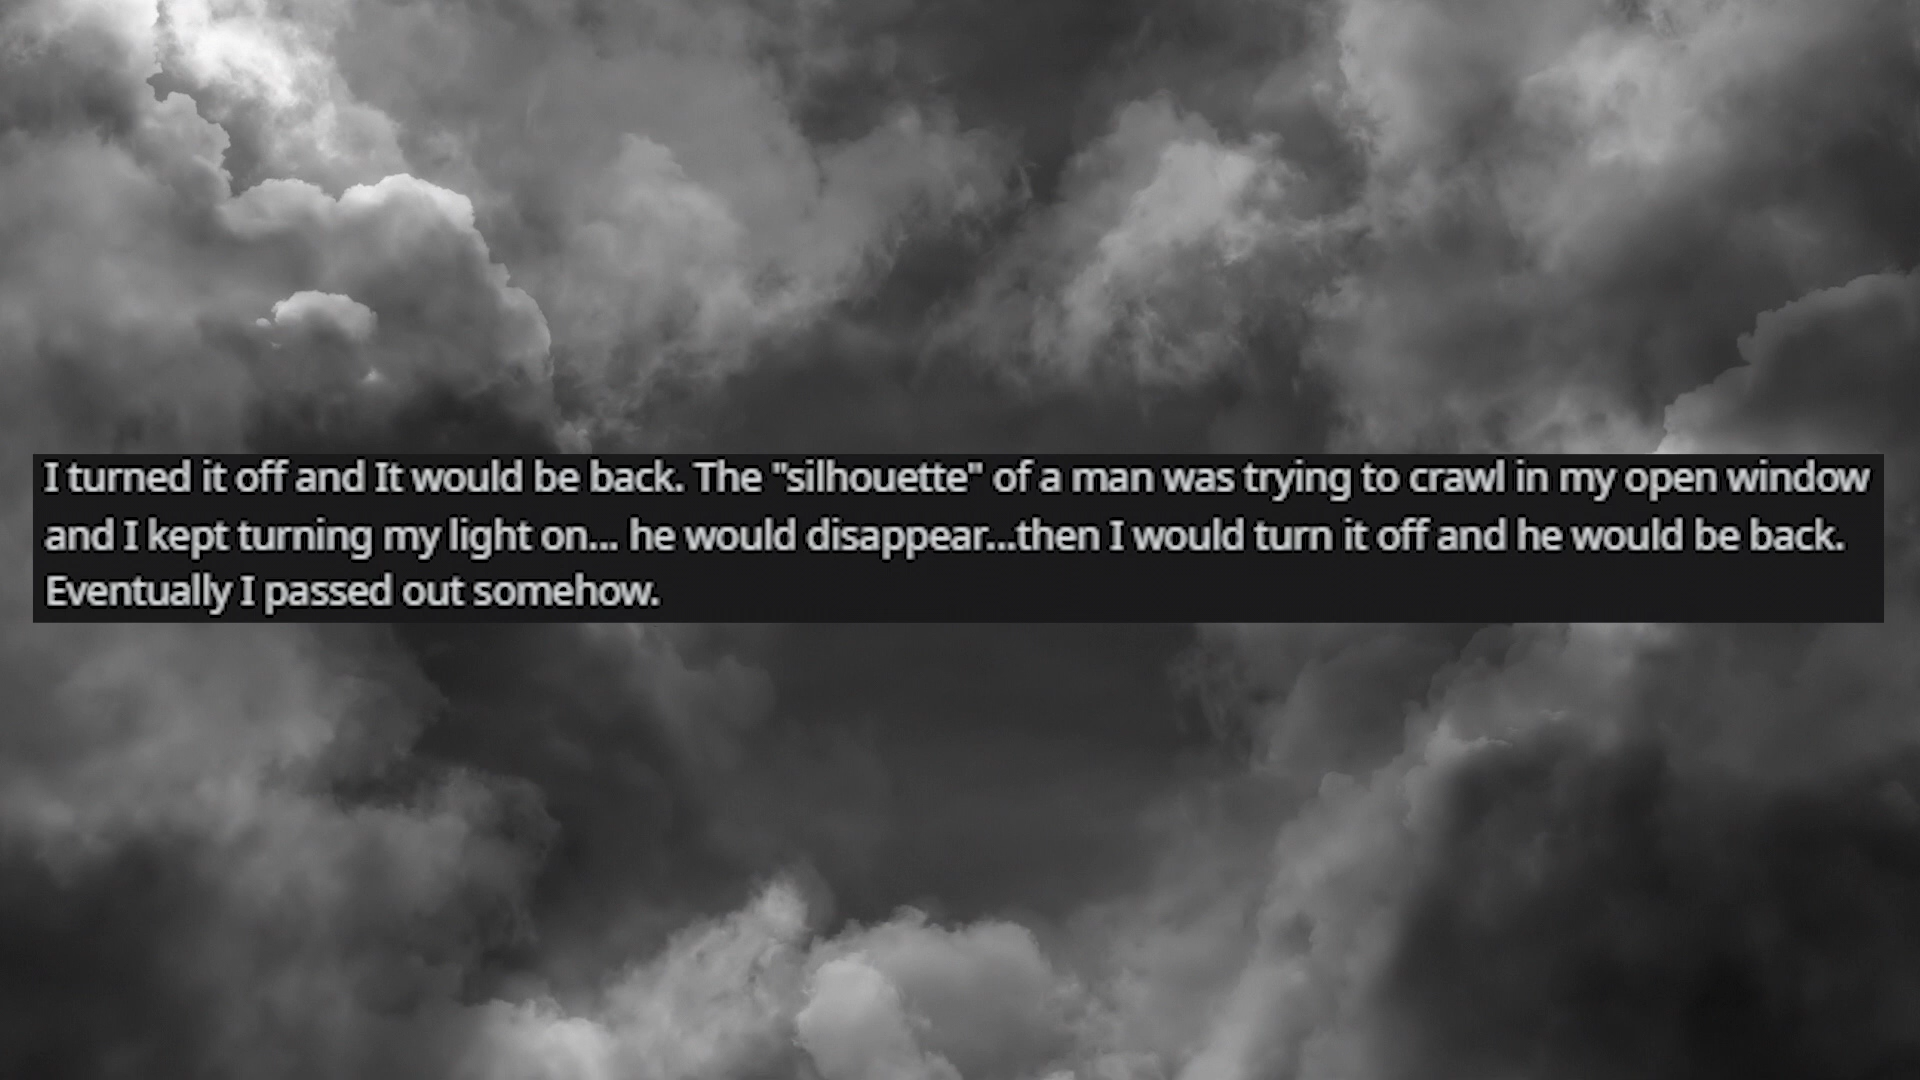 I turned it off and It would be back. The "silhouette" of a man was trying to crawl in my open window
and I kept turning my light on... he would disappear...then I would turn it off and he would be back.
Eventually I passed out somehow.